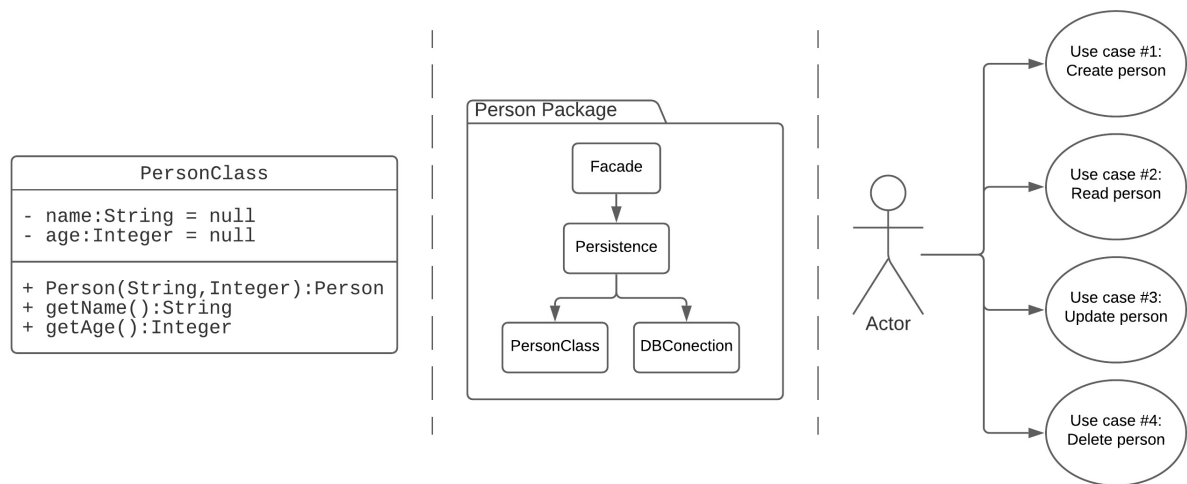 PersonClass
- name:String = null
- age:Integer = null
+ Person(String,Integer):Person
+ getName():String
+ getAge():Integer
Person Package
Facade
Persistence
PersonClass
DBConection
Actor
Use case #1:
Create person
Use case #2:
Read person
Use case #3:
Update person
Use case #4:
Delete person